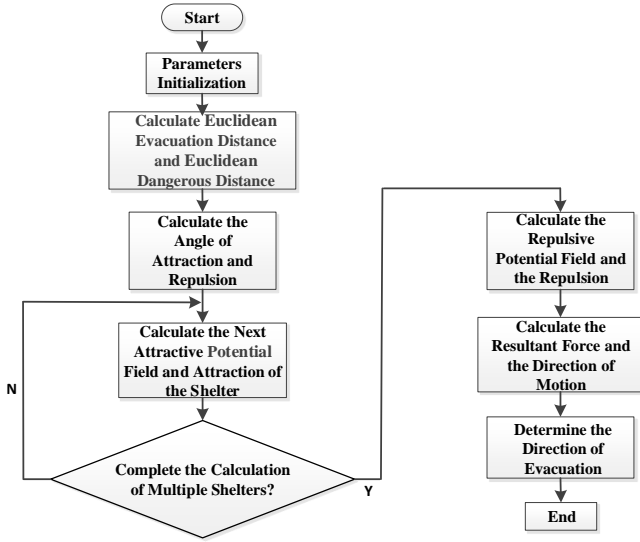 Start
Parameters
Initialization
Calculate Euclidean
Evacuation Distance
and Euclidean
Dangerous Distance
Calculate the
Angle of
Attraction and
Repulsion
Calculate the Next
Attractive Potential
Field and Attraction of
the Shelter
N
Complete the Calculation
of Multiple Shelters?
Y
Calculate the
Repulsive
Potential Field and
the Repulsion
Calculate the
Resultant Force and
the Direction of
Motion
Determine the
Direction of
Evacuation
End